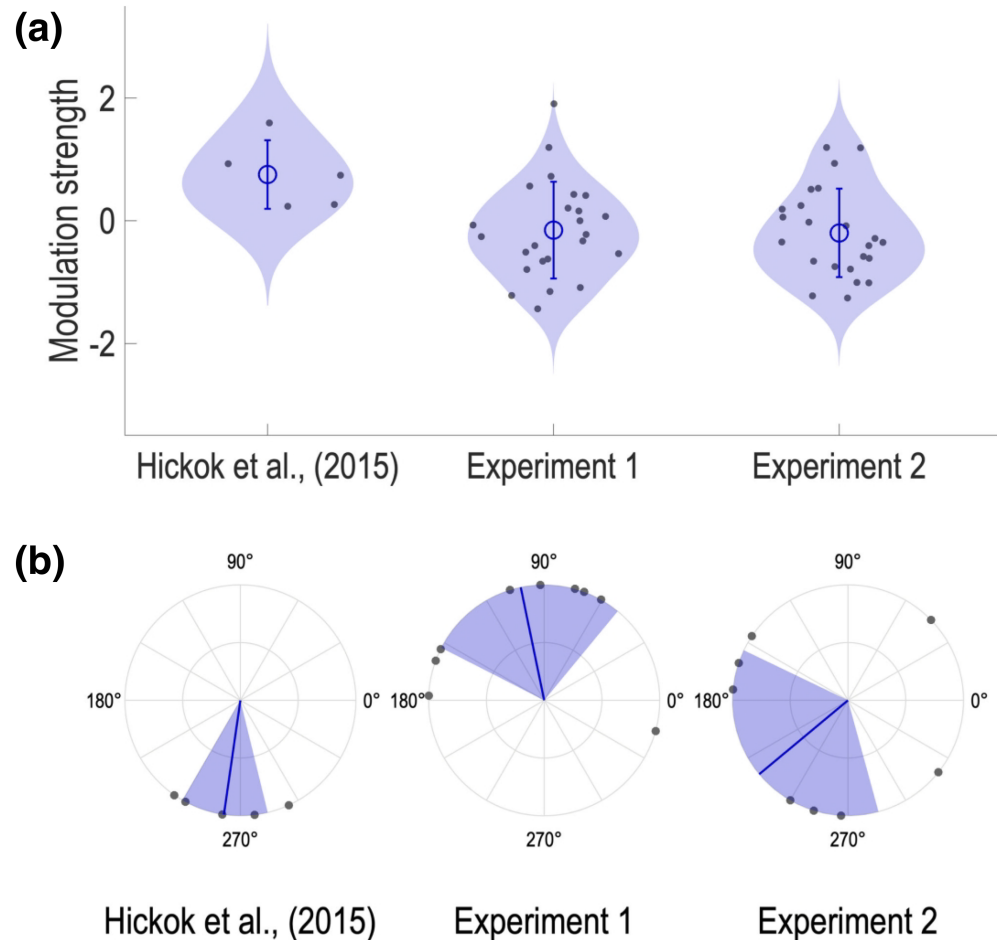 (a)
Modulation strength
2
0
-2
Hickok et al., (2015) Experiment 1 Experiment 2
(b)
90° 90° 90°
180° 0° 180° 0° 180° 0°
270° 270° 270°
Hickok et al., (2015) Experiment 1 Experiment 2